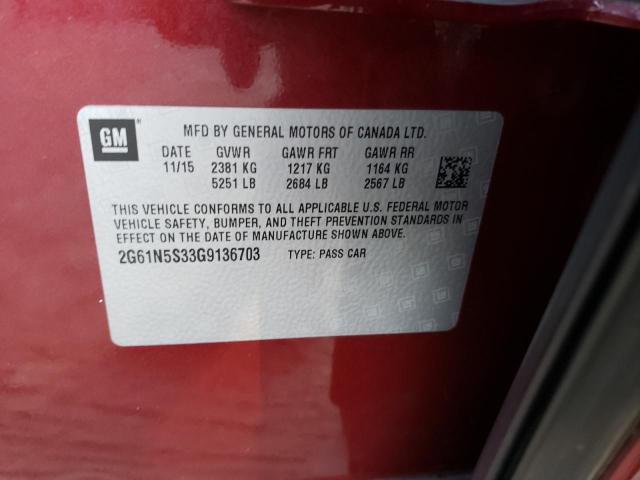 GM
MFD BY GENERAL MOTORS OF CANADA LTD.
DATE GVWR GAWR FRT GAWR RR
11/15 2381 KG 1217 KG 1164 KG
5251 LB 2684 LB 2567 LB
THIS VEHICLE CONFORMS TO ALL APPLICABLE U.S. FEDERAL MOTOR
VEHICLE SAFETY, BUMPER, AND THEFT PREVENTION STANDARDS IN
EFFECT ON THE DATE OF MANUFACTURE SHOWN ABOVE.
2G61N5S33G9136703 TYPE: PASS CAR